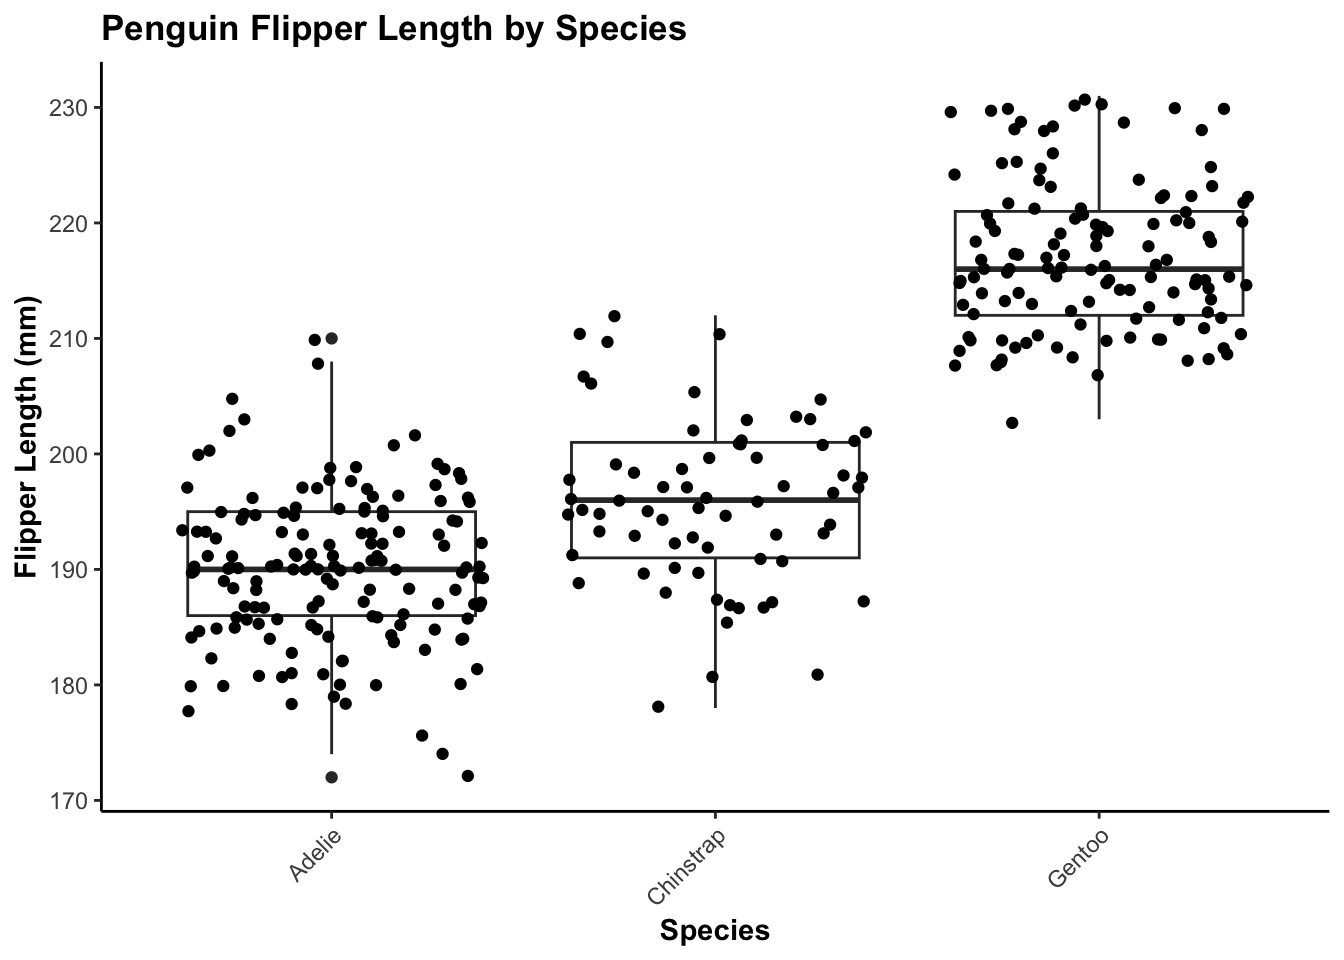 Penguin Flipper Length by Species
Flipper Length (mm)
230
220
210
200
190
180
170
Adelie
Chinstrap
Gentoo
Species